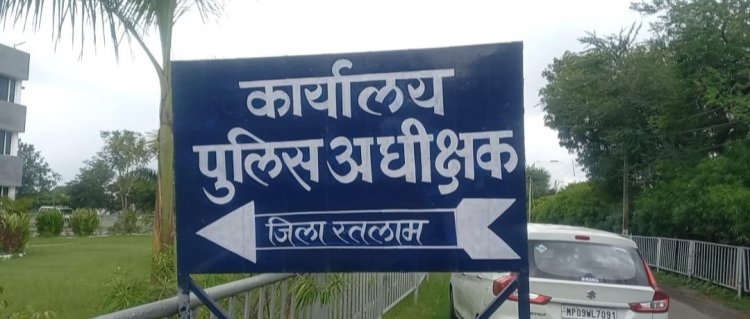 कार्यालय
पुलिस अधीक्षक
जिला रतलाम
MP09WL7091